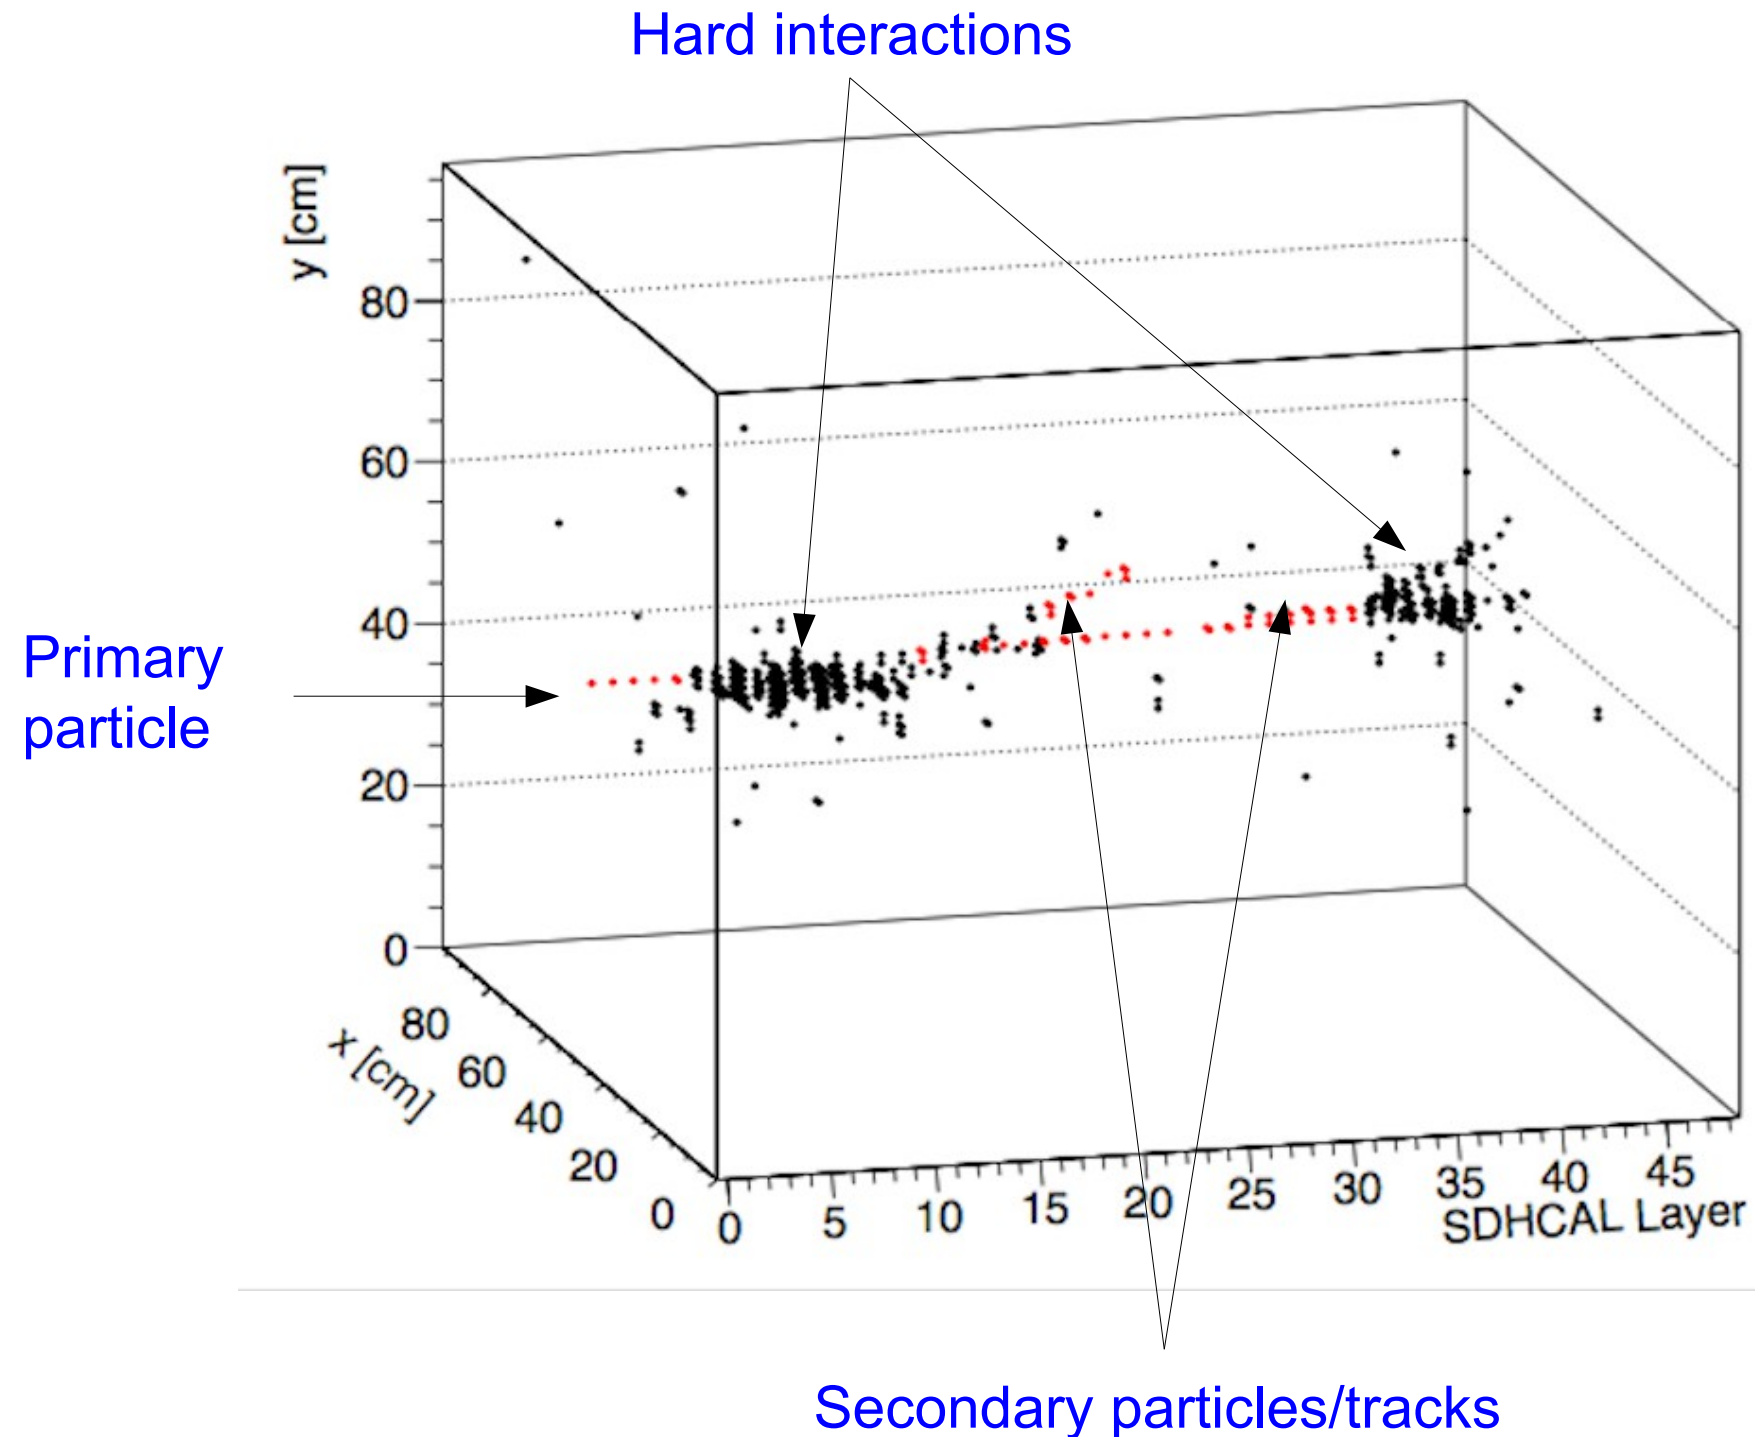 Hard interactions
y [cm]
80
60
40
20
0
Primary
particle
x [cm]
80
60
40
20
0
0 5 10 15 20 25 30 35 40 45
SDHCAL Layer
Secondary particles/tracks